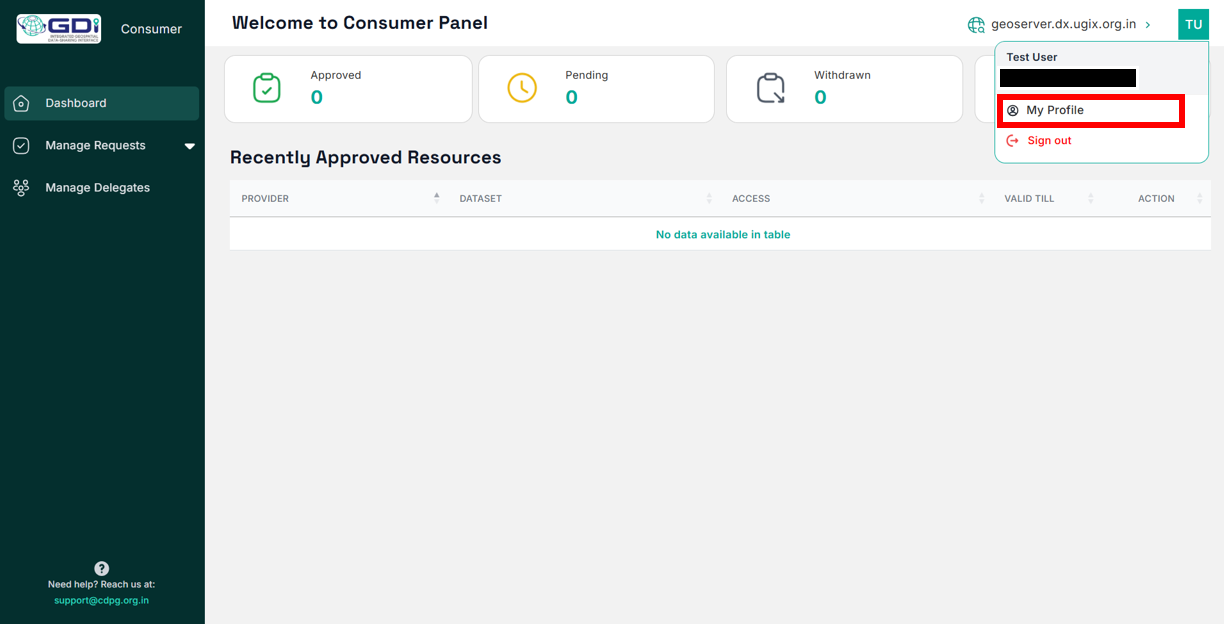 GDi
INTEGRATED GEOSPATIAL
DATA-SHARING INTERFACE
Consumer
Dashboard
Manage Requests
Manage Delegates
?
Need help? Reach us at:
support@cdpg.org.in
Welcome to Consumer Panel
geoserver.dx.ugix.org.in >
TU
Test User
My Profile
Sign out
Approved
0
Pending
0
Withdrawn
0
Recently Approved Resources
PROVIDER DATASET ACCESS VALID TILL ACTION
No data available in table